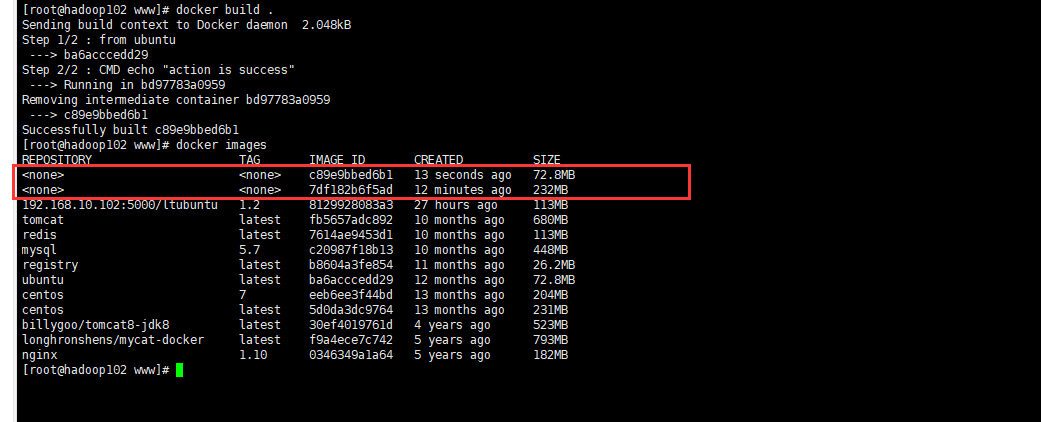 [root@hadoop102 www]# docker build .
Sending build context to Docker daemon  2.048kB
Step 1/2 : from ubuntu
 ---> ba6acccedd29
Step 2/2 : CMD echo "action is success"
 ---> Running in bd97783a0959
Removing intermediate container bd97783a0959
 ---> c89e9bbed6b1
Successfully built c89e9bbed6b1
[root@hadoop102 www]# docker images
REPOSITORY                    TAG       IMAGE ID       CREATED          SIZE
<none>                        <none>    c89e9bbed6b1   13 seconds ago   72.8MB
<none>                        <none>    7df182b6f5ad   12 minutes ago   232MB
192.168.10.102:5000/ltubuntu   1.2       8129928083a3   27 hours ago     113MB
tomcat                        latest    fb5657adc892   10 months ago    680MB
redis                         latest    7614ae9453d1   10 months ago    113MB
mysql                         5.7       c20987f18b13   10 months ago    448MB
registry                      latest    b8604a3fe854   11 months ago    26.2MB
ubuntu                        latest    ba6acccedd29   12 months ago    72.8MB
centos                        7         eeb6ee3f44bd   13 months ago    204MB
centos                        latest    5d0da3dc9764   13 months ago    231MB
billygoo/tomcat8-jdk8         latest    30ef4019761d   4 years ago      523MB
longhronshens/mycat-docker    latest    f9a4ece7c742   5 years ago      793MB
nginx                         1.10      0346349a1a64   5 years ago      182MB
[root@hadoop102 www]#